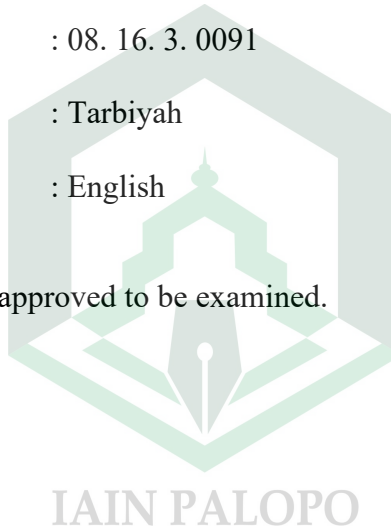 : 08. 16. 3. 0091
: Tarbiyah
: English
approved to be examined.
IAIN PALOPO